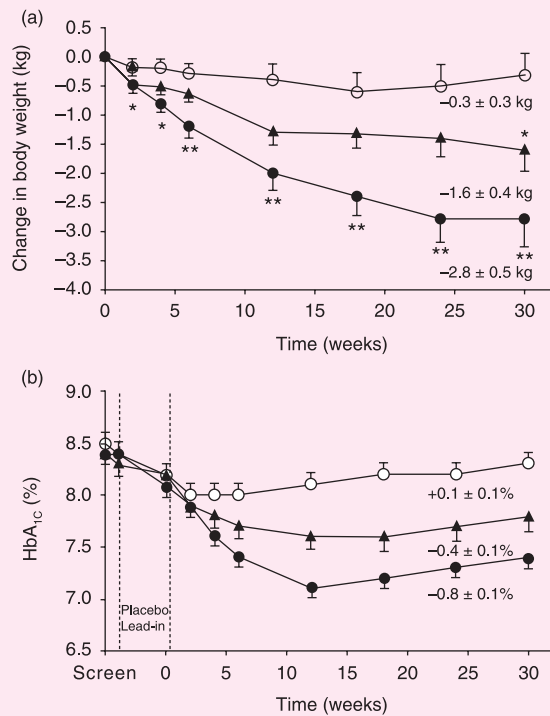 (a)
0.5
0.0
−0.5
−1.0
−1.5
−2.0
−2.5
−3.0
−3.5
−4.0
Change in body weight (kg)
−0.3 ± 0.3 kg
−1.6 ± 0.4 kg
−2.8 ± 0.5 kg
* * ** ** ** ** * **
0 5 10 15 20 25 30
Time (weeks)
(b)
9.0
8.5
8.0
7.5
7.0
6.5
HbA1C (%)
+0.1 ± 0.1%
−0.4 ± 0.1%
−0.8 ± 0.1%
Placebo
Lead-in
Screen 0 5 10 15 20 25 30
Time (weeks)